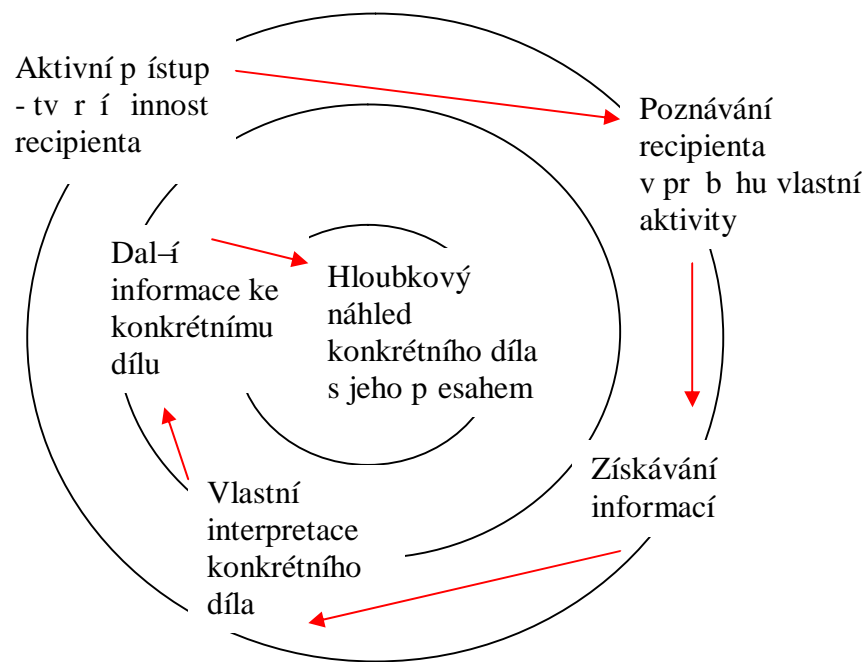 Aktivní p ístup
- tv r í innost
recipienta
Poznávání
recipienta
v pr b hu vlastní
aktivity
Získávání
informací
Vlastní
interpretace
konkrétního
díla
Dal–í
informace ke
konkrétnímu
dílu
Hloubkový
náhled
konkrétního díla
s jeho p esahem